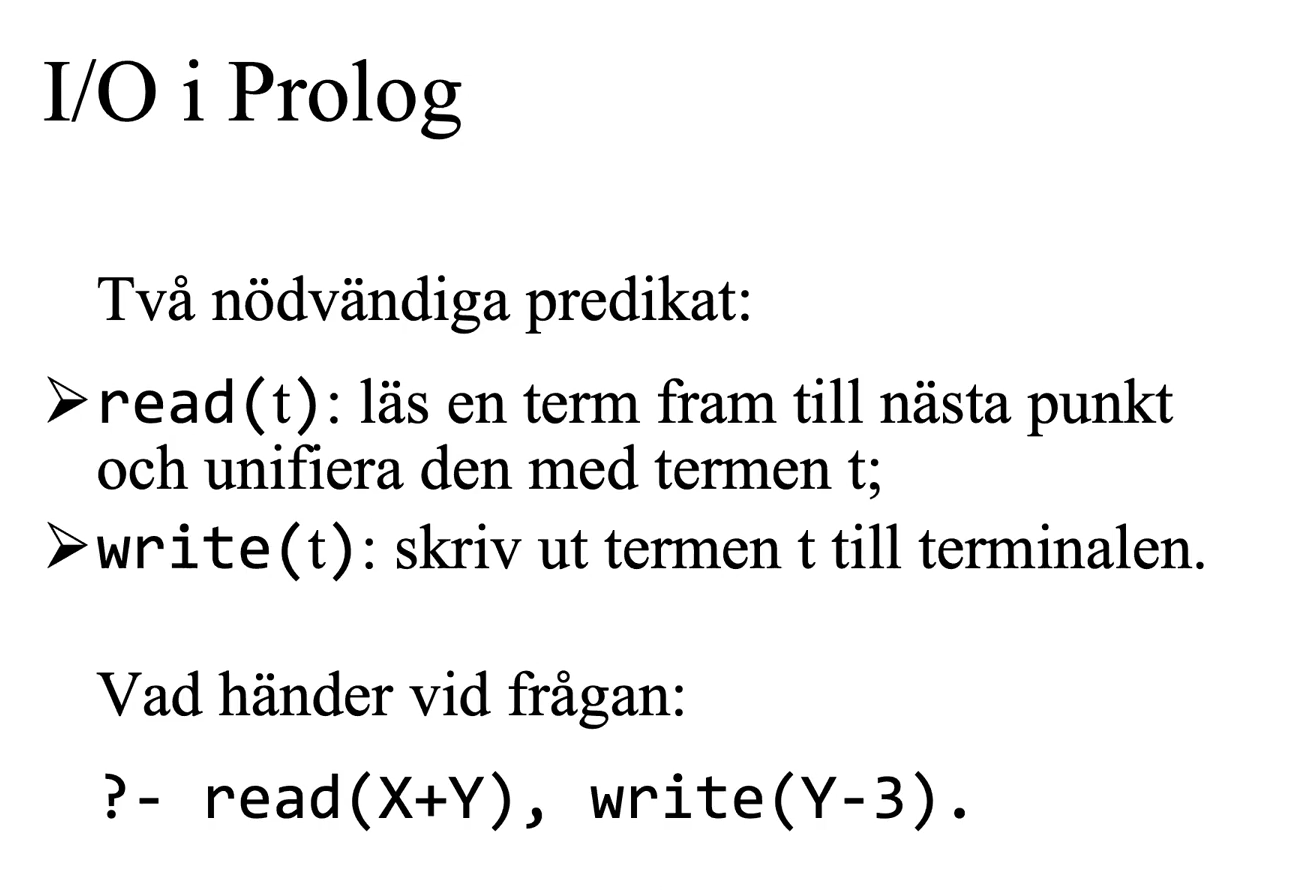 I/O i Prolog
Två nödvändiga predikat:
➢read(t): läs en term fram till nästa punkt
och unifiera den med termen t;
➢write(t): skriv ut termen t till terminalen.
Vad händer vid frågan:
?- read(X+Y), write(Y-3).